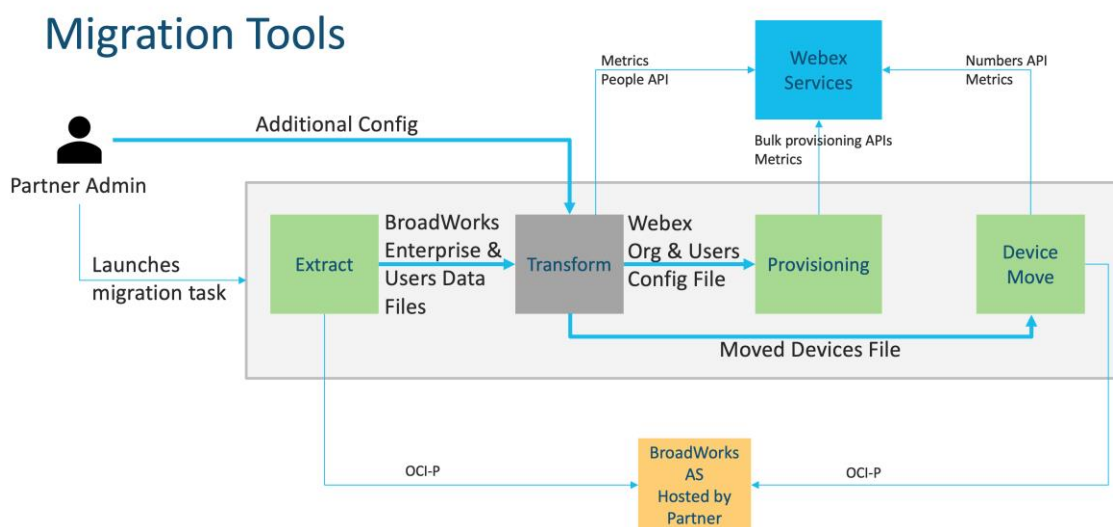 Migration Tools
Metrics
People API
Webex
Services
Numbers API
Metrics
Additional Config
Bulk provisioning APIs
Metrics
Partner Admin
Launches
migration task
Extract
BroadWorks
Enterprise &
Users Data
Files
Transform
Webex
Org & Users
Config File
Provisioning
Device
Move
Moved Devices File
OCI-P
BroadWorks
AS
Hosted by
Partner
OCI-P